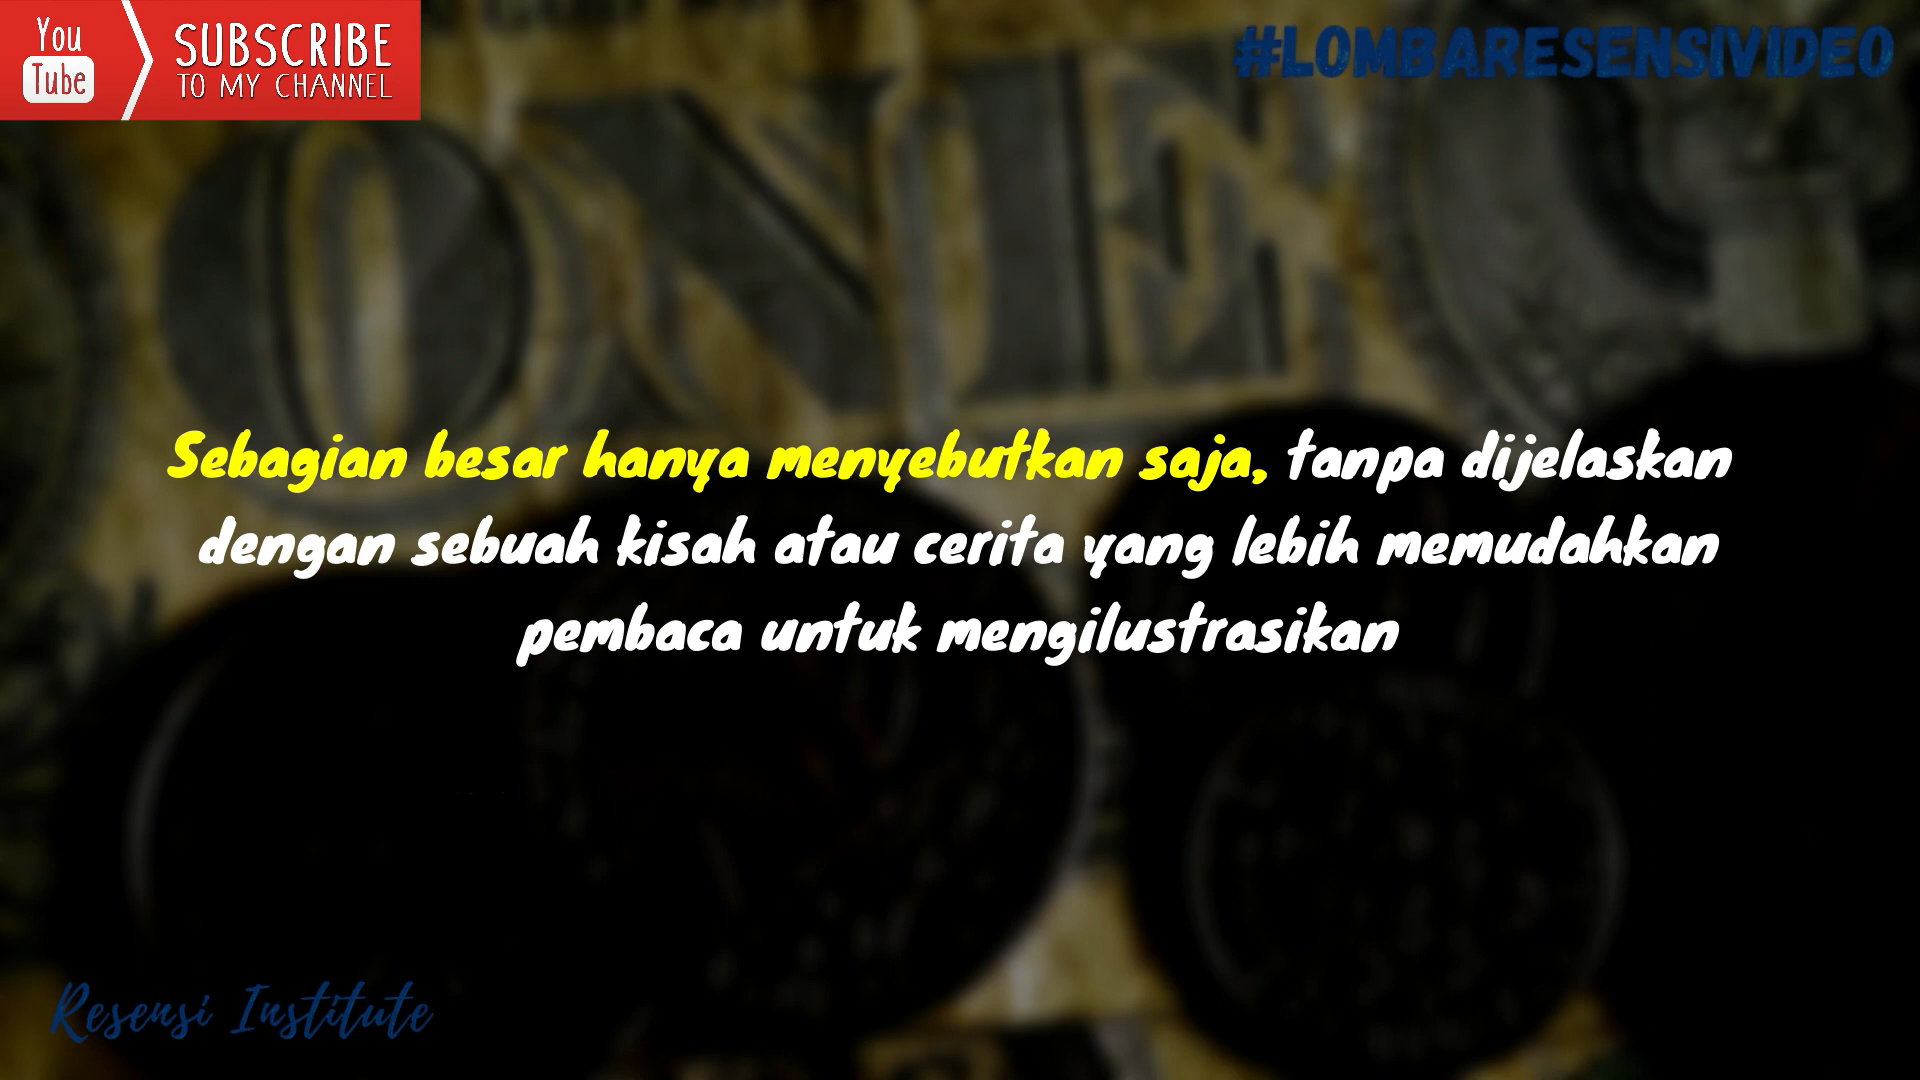 You
Tube
SUBSCRIBE
TO MY CHANNEL
#LOMBARESENSIVIDEO
ONE
Sebagian besar hanya menyebutkan saja, tanpa dijelaskan
dengan sebuah kisah atau cerita yang lebih memudahkan
pembaca untuk mengilustrasikan
Resensi Institute